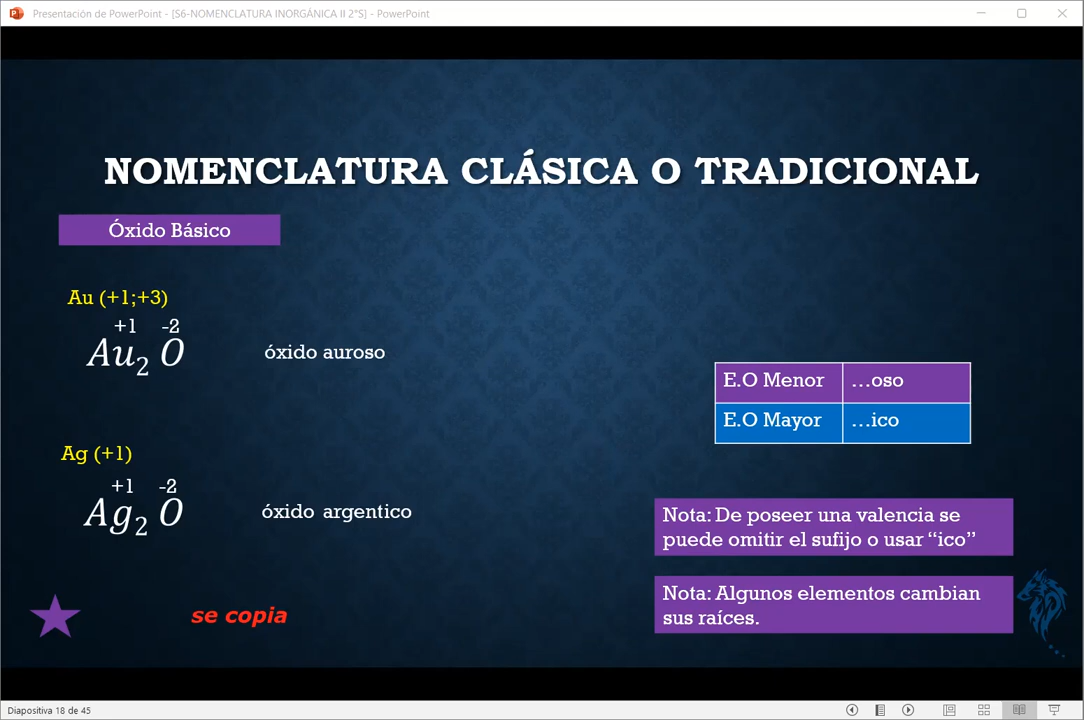 Presentación de PowerPoint - [S6-NOMENCLATURA INORGÁNICA II 2°S] - PowerPoint
NOMENCLATURA CLÁSICA O TRADICIONAL
Óxido Básico
Au (+1;+3)
+1 -2
Au₂ O
óxido auroso
E.O Menor …oso
E.O Mayor …ico
Ag (+1)
+1 -2
Ag₂ O
óxido argentico
Nota: De poseer una valencia se
puede omitir el sufijo o usar “ico”
Nota: Algunos elementos cambian
sus raíces.
se copia
Diapositiva 18 de 45